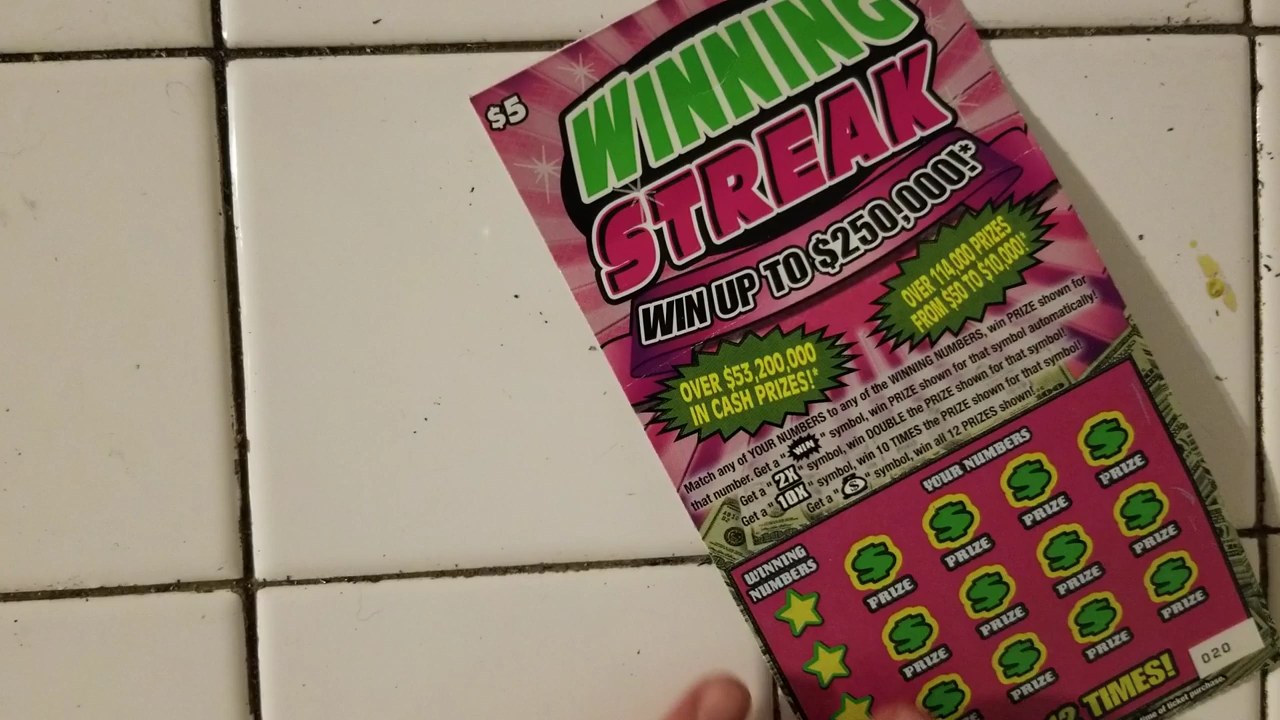 $5
WINNING
STREAK
WIN UP TO $250,000!*
OVER 114,000 PRIZES
FROM $50 TO $10,000!*
OVER $53,200,000
IN CASH PRIZES!*
Match any of YOUR NUMBERS to any of the WINNING NUMBERS, win PRIZE shown for
that number. Get a "WIN" symbol, win PRIZE shown for that symbol automatically!
Get a "2X" symbol, win DOUBLE the PRIZE shown for that symbol!
Get a "10X" symbol, win 10 TIMES the PRIZE shown for that symbol!
Get a "$" symbol, win all 12 PRIZES shown!
YOUR NUMBERS
WINNING
NUMBERS
$ $ $ $
PRIZE PRIZE PRIZE PRIZE
$ $ $ $
PRIZE PRIZE PRIZE PRIZE
$ $ $ $
PRIZE PRIZE PRIZE
12 TIMES!
020
of ticket purchase.